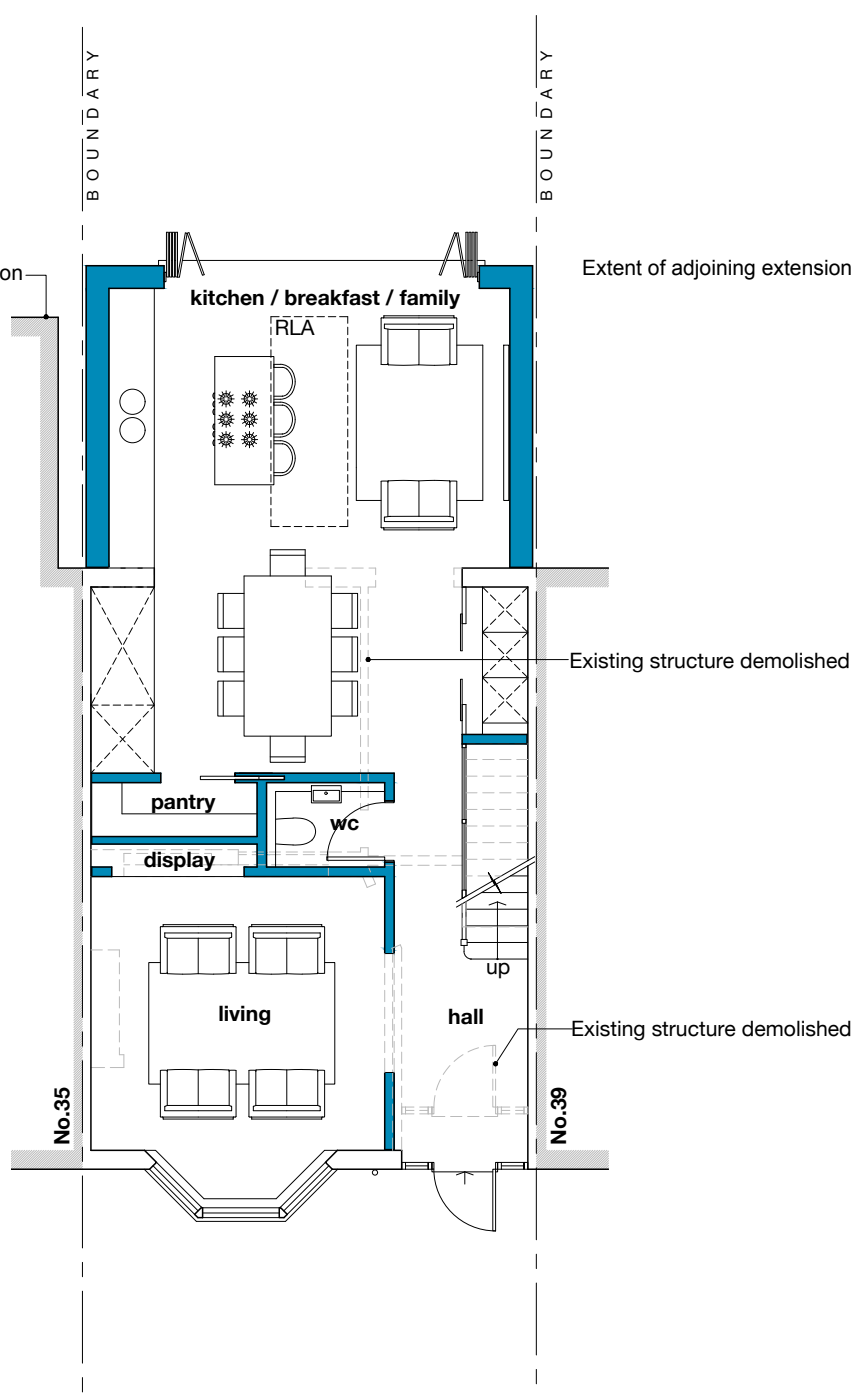 BOUNDARY
BOUNDARY
on
Extent of adjoining extension
kitchen / breakfast / family
RLA
Existing structure demolished
pantry
wc
display
up
living
hall
Existing structure demolished
No.35
No.39